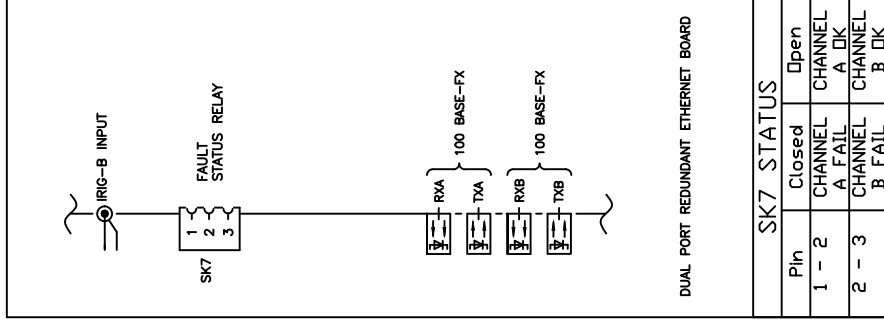 IRIG-B INPUT
FAULT
STATUS RELAY
1
2
3
SK7
RXA
TXA
100 BASE-FX
RXB
TXB
100 BASE-FX
DUAL PORT REDUNDANT ETHERNET BOARD
SK7 STATUS
Pin Closed Open
1 - 2 CHANNEL A FAIL CHANNEL A OK
2 - 3 CHANNEL B FAIL CHANNEL B OK